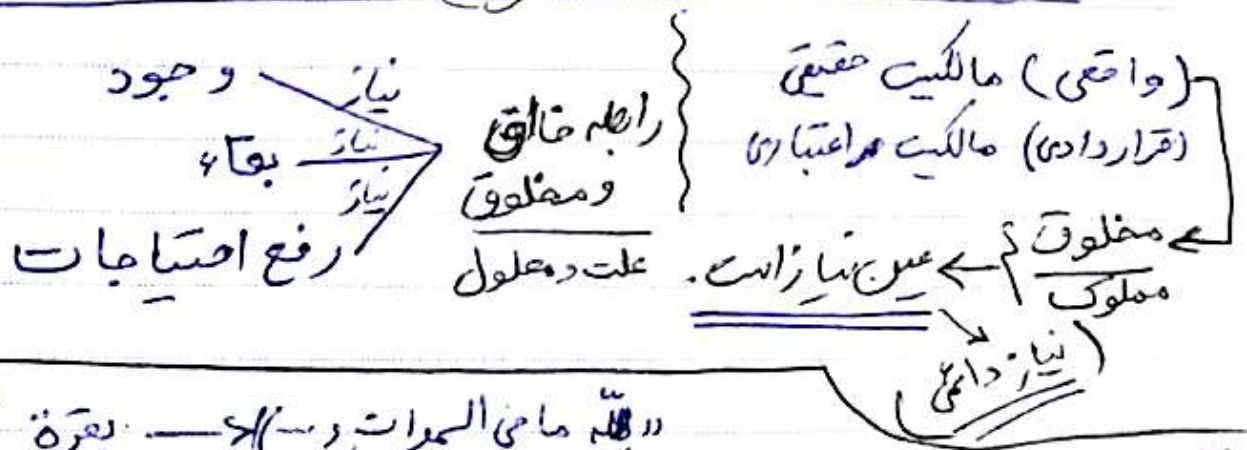 (واقعی) مالکیت حقیقی
(قراردادی) مالکیت اعتباری
مخلوق
مملوک
عین نیاز است.
(نیاز دائمی)
رابطه خالق
و مخلوق
علت و معلول
نیاز وجود
نیاز بقاء
نیاز رفع احتیاجات
«لله ما فی السموات و ...» بقرة